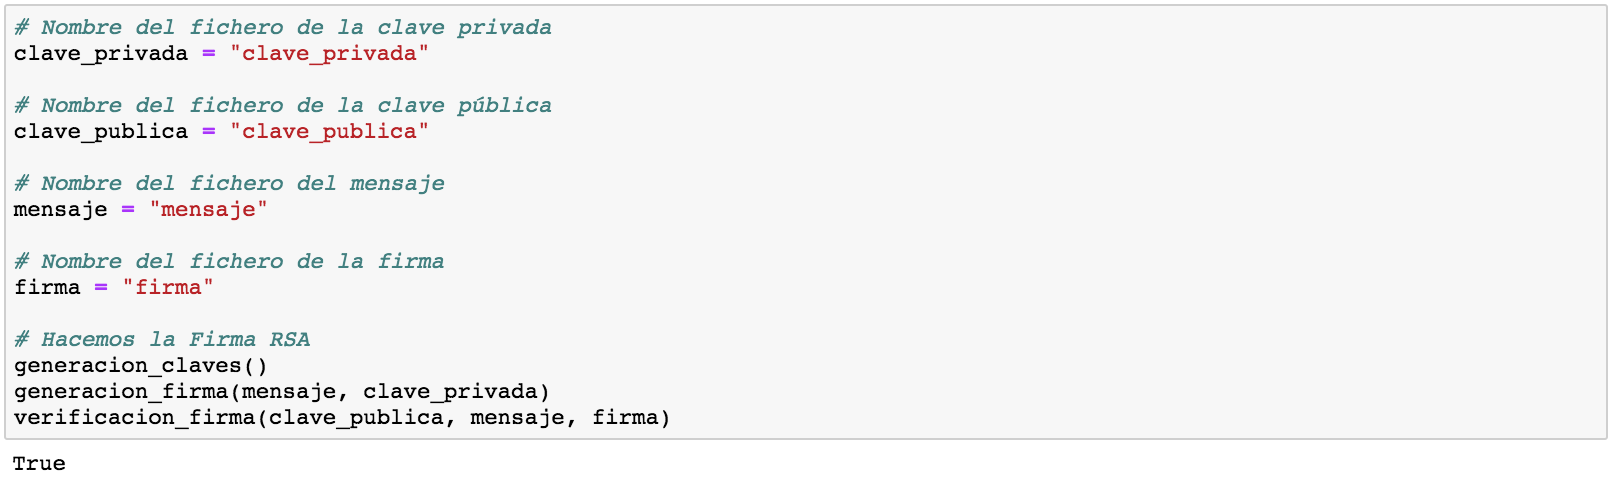 # Nombre del fichero de la clave privada
clave_privada = "clave_privada"
# Nombre del fichero de la clave pública
clave_publica = "clave_publica"
# Nombre del fichero del mensaje
mensaje = "mensaje"
# Nombre del fichero de la firma
firma = "firma"
# Hacemos la Firma RSA
generacion_claves()
generacion_firma(mensaje, clave_privada)
verificacion_firma(clave_publica, mensaje, firma)
True